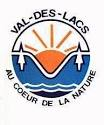 VAL-DES-LACS
AU COEUR DE LA NATURE